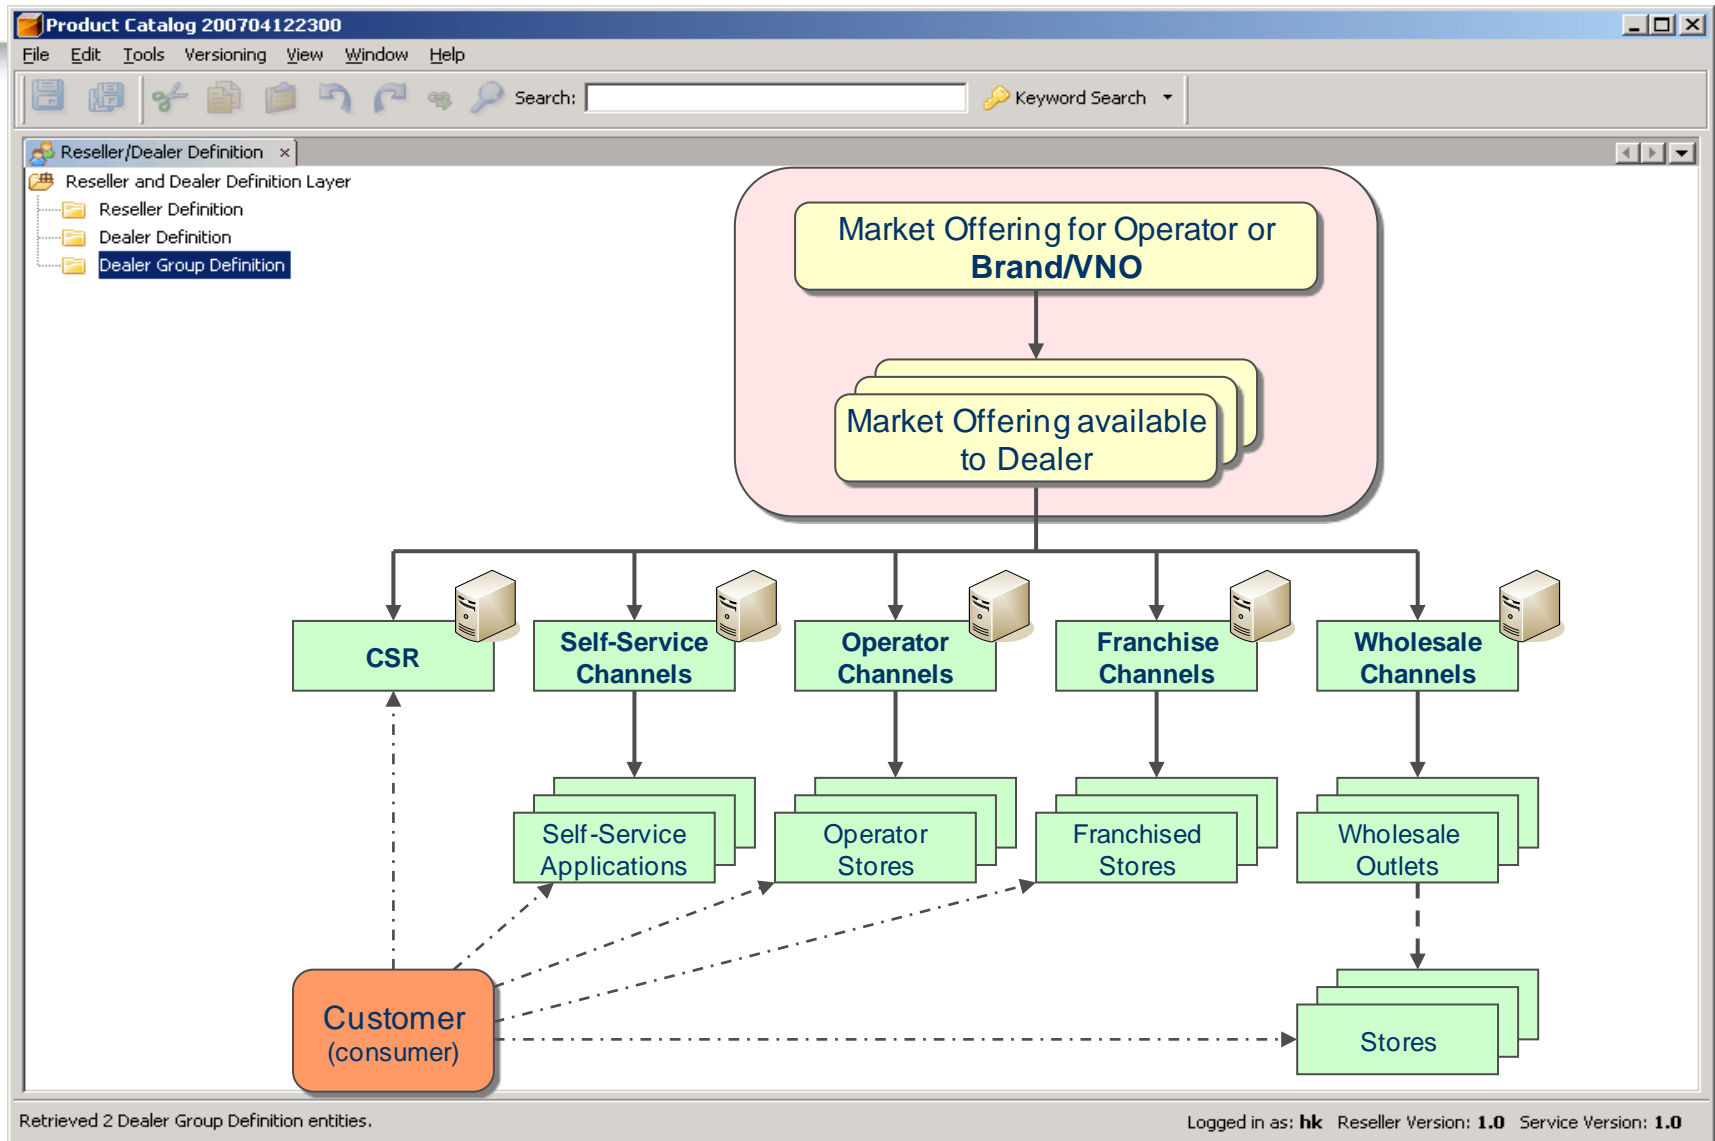 Product Catalog 200704122300
File Edit Tools Versioning View Window Help
Search: Keyword Search
Reseller/Dealer Definition ×
Reseller and Dealer Definition Layer
Reseller Definition
Dealer Definition
Dealer Group Definition
Market Offering for Operator or
Brand/VNO
Market Offering available
to Dealer
CSR
Self-Service
Channels
Operator
Channels
Franchise
Channels
Wholesale
Channels
Self-Service
Applications
Operator
Stores
Franchised
Stores
Wholesale
Outlets
Customer
(consumer)
Stores
Retrieved 2 Dealer Group Definition entities.
Logged in as: hk Reseller Version: 1.0 Service Version: 1.0